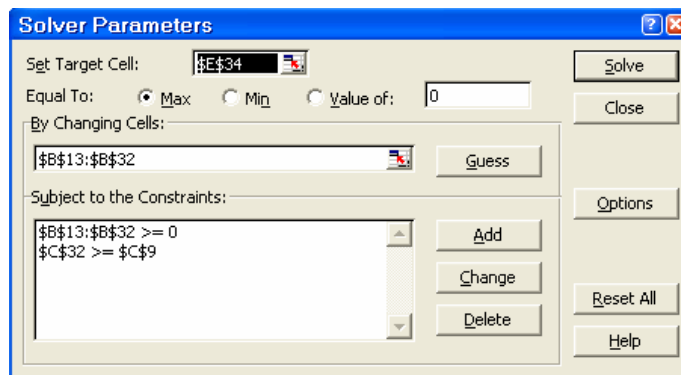 Solver Parameters
Set Target Cell: $E$34 Solve
Equal To: Max Min Value of: 0 Close
By Changing Cells:
$B$13:$B$32 Guess
Subject to the Constraints: Options
$B$13:$B$32 >= 0 Add
$C$32 >= $C$9
Change
Reset All
Delete
Help